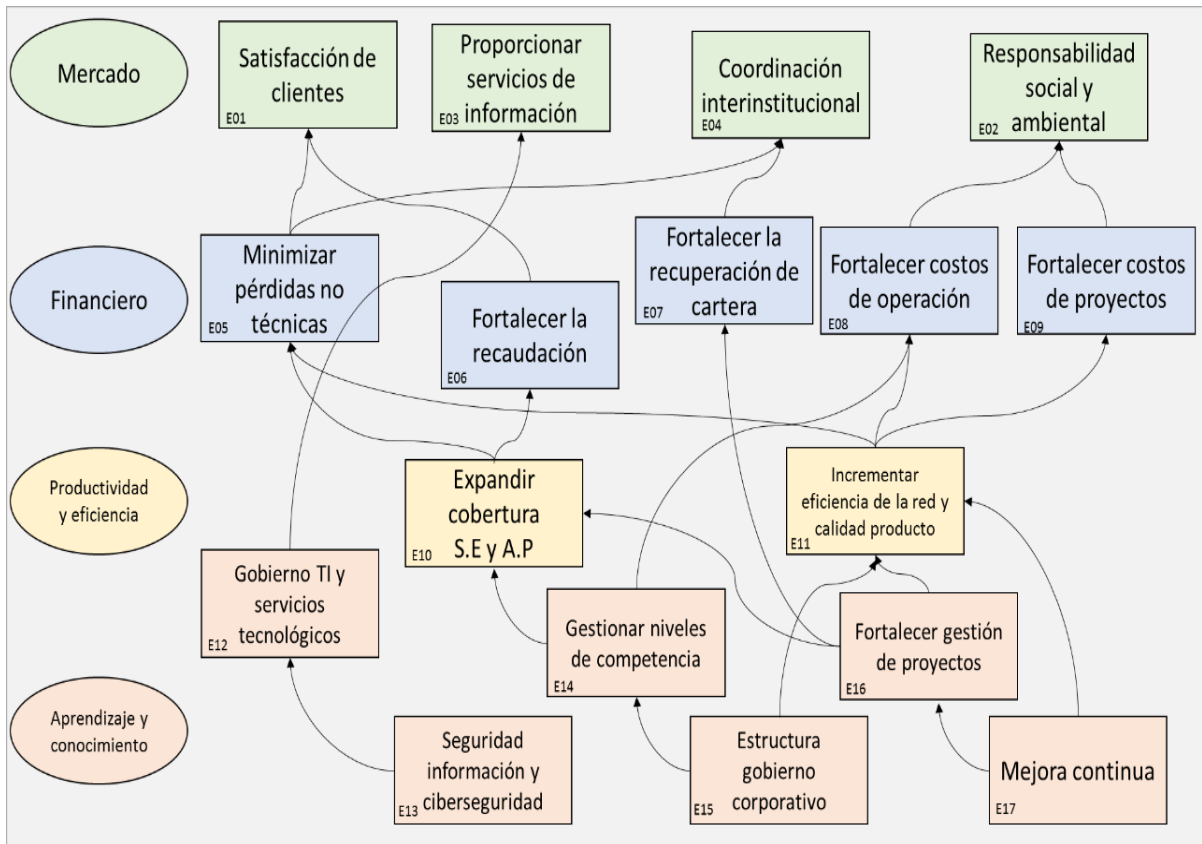 Mercado
Satisfacción de
clientes
E01
Proporcionar
servicios de
información
E03
Coordinación
interinstitucional
E04
Responsabilidad
social y
ambiental
E02
Financiero
Minimizar
pérdidas no
técnicas
E05
Fortalecer la
recaudación
E06
Fortalecer la
recuperación de
cartera
E07
Fortalecer costos
de operación
E08
Fortalecer costos
de proyectos
E09
Productividad
y eficiencia
Expandir
cobertura
S.E y A.P
E10
Incrementar
eficiencia de la red y
calidad producto
E11
Gobierno TI y
servicios
tecnológicos
E12
Gestionar niveles
de competencia
E14
Fortalecer gestión
de proyectos
E16
Aprendizaje y
conocimiento
Seguridad
información y
ciberseguridad
E13
Estructura
gobierno
corporativo
E15
Mejora continua
E17